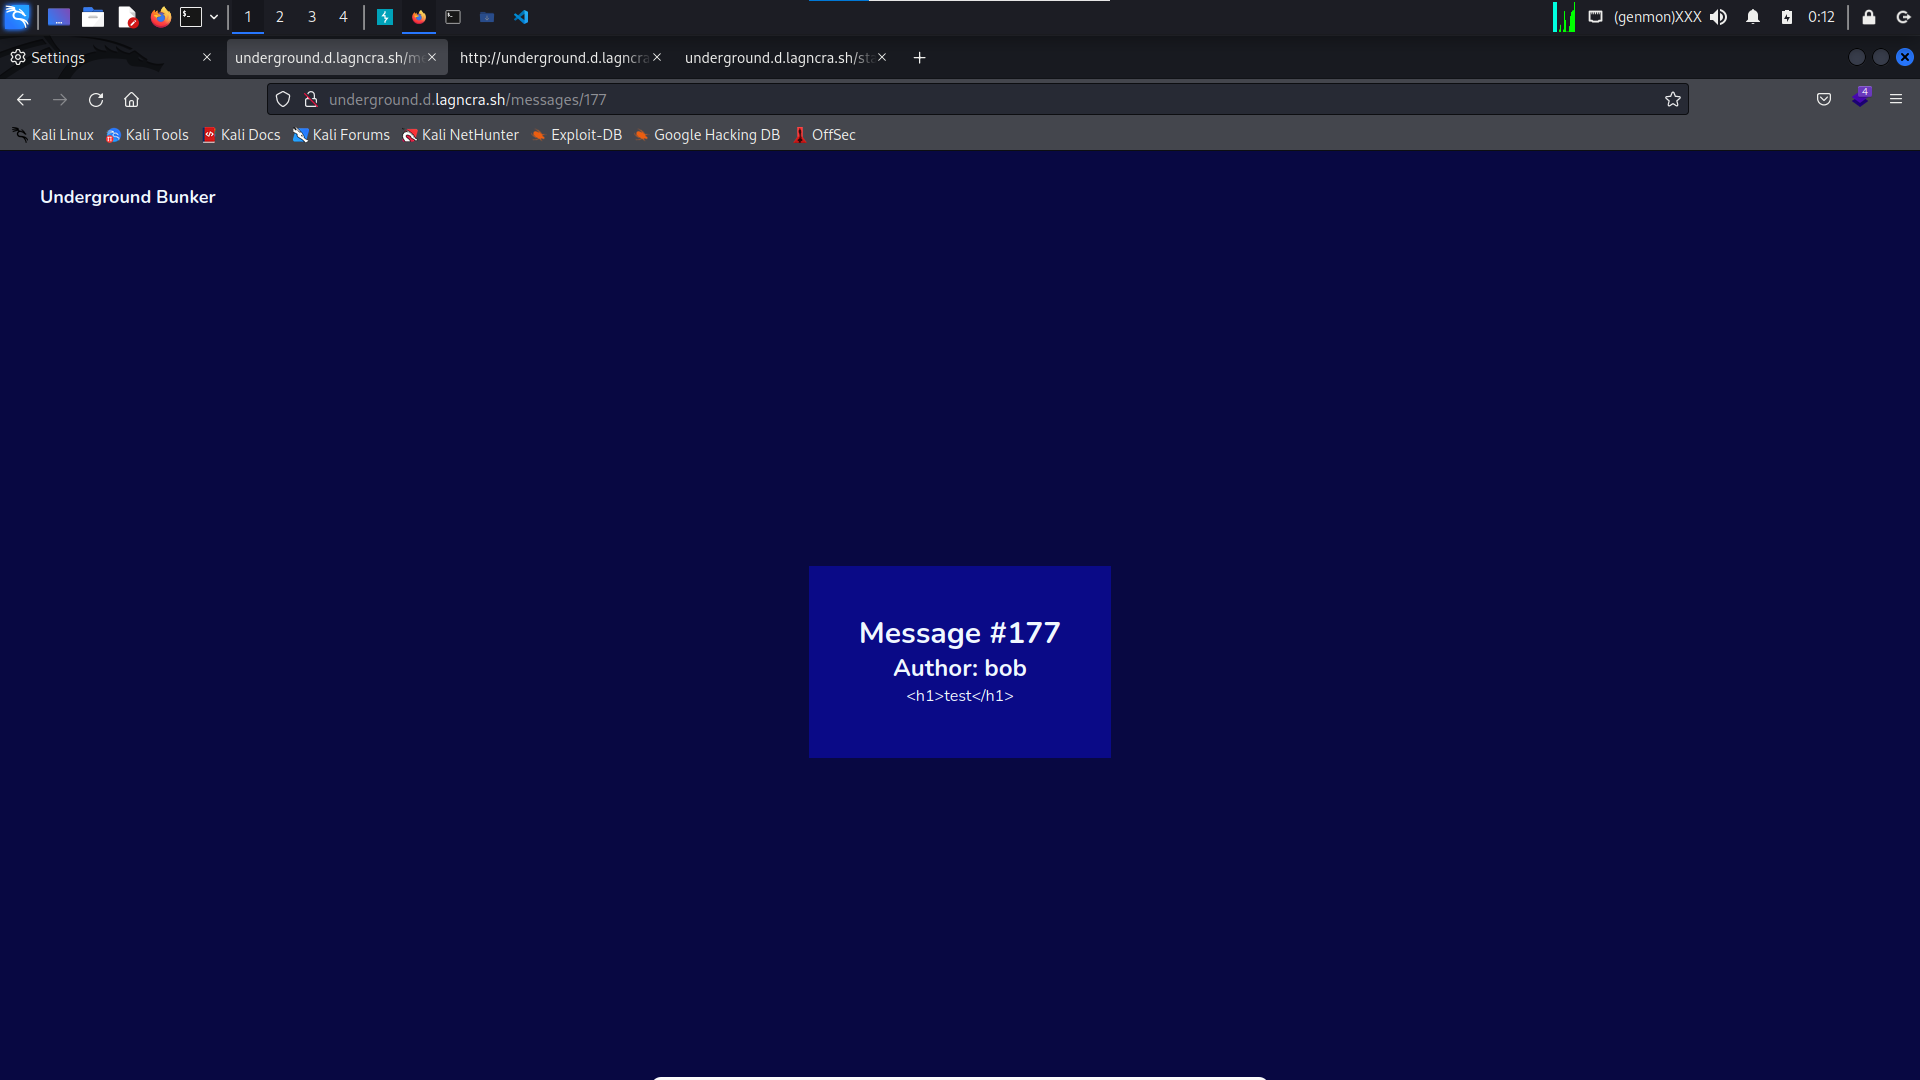 1 2 3 4 (genmon)XXX 0:12
Settings underground.d.lagncra.sh/m http://underground.d.lagncra underground.d.lagncra.sh/st
underground.d.lagncra.sh/messages/177 4
Kali Linux Kali Tools Kali Docs Kali Forums Kali NetHunter Exploit-DB Google Hacking DB OffSec
Underground Bunker
Message #177
Author: bob
<h1>test</h1>